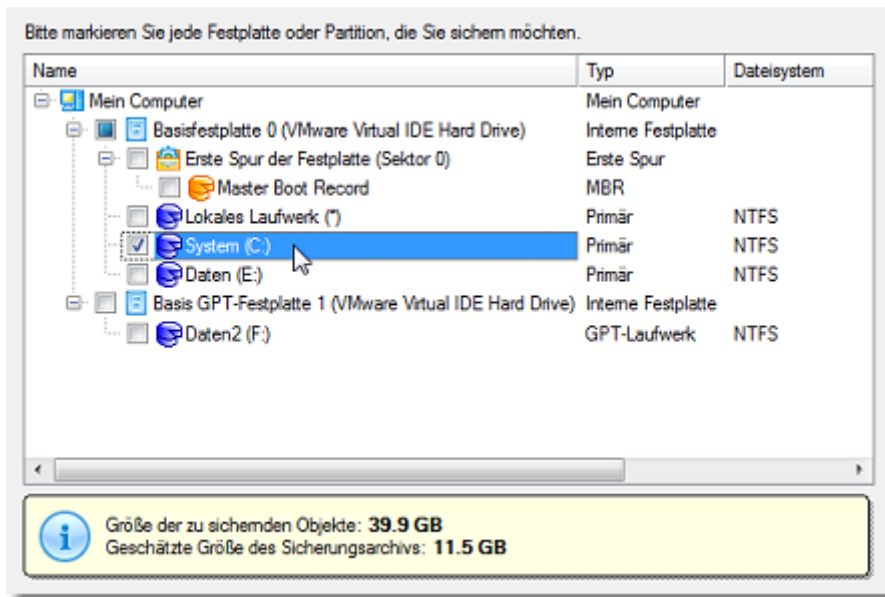 Bitte markieren Sie jede Festplatte oder Partition, die Sie sichern möchten.
Name Typ Dateisystem
Mein Computer Mein Computer
Basisfestplatte 0 (VMware Virtual IDE Hard Drive) Interne Festplatte
Erste Spur der Festplatte (Sektor 0) Erste Spur
Master Boot Record MBR
Lokales Laufwerk (*) Primär NTFS
System (C:) Primär NTFS
Daten (E:) Primär NTFS
Basis GPT-Festplatte 1 (VMware Virtual IDE Hard Drive) Interne Festplatte
Daten2 (F:) GPT-Laufwerk NTFS
Größe der zu sichernden Objekte: 39.9 GB
Geschätzte Größe des Sicherungsarchivs: 11.5 GB